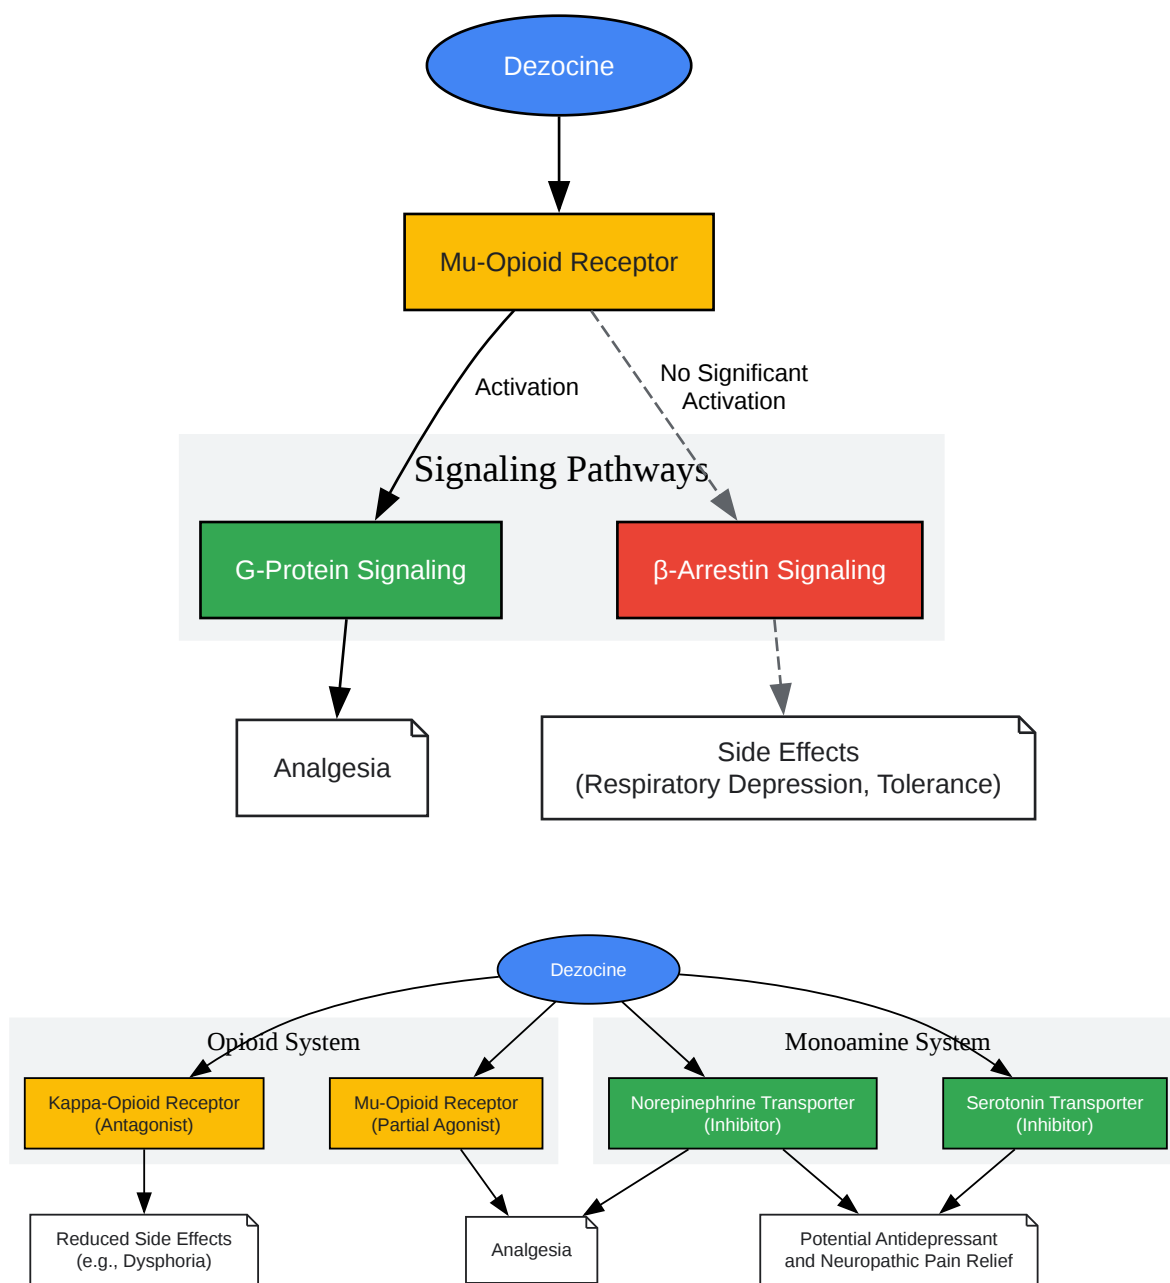 Dezocine
Mu-Opioid Receptor
Activation
No Significant
Activation
Signaling Pathways
G-Protein Signaling
β-Arrestin Signaling
Analgesia
Side Effects
(Respiratory Depression, Tolerance)
Dezocine
Opioid System
Monoamine System
Kappa-Opioid Receptor
(Antagonist)
Mu-Opioid Receptor
(Partial Agonist)
Norepinephrine Transporter
(Inhibitor)
Serotonin Transporter
(Inhibitor)
Reduced Side Effects
(e.g., Dysphoria)
Analgesia
Potential Antidepressant
and Neuropathic Pain Relief